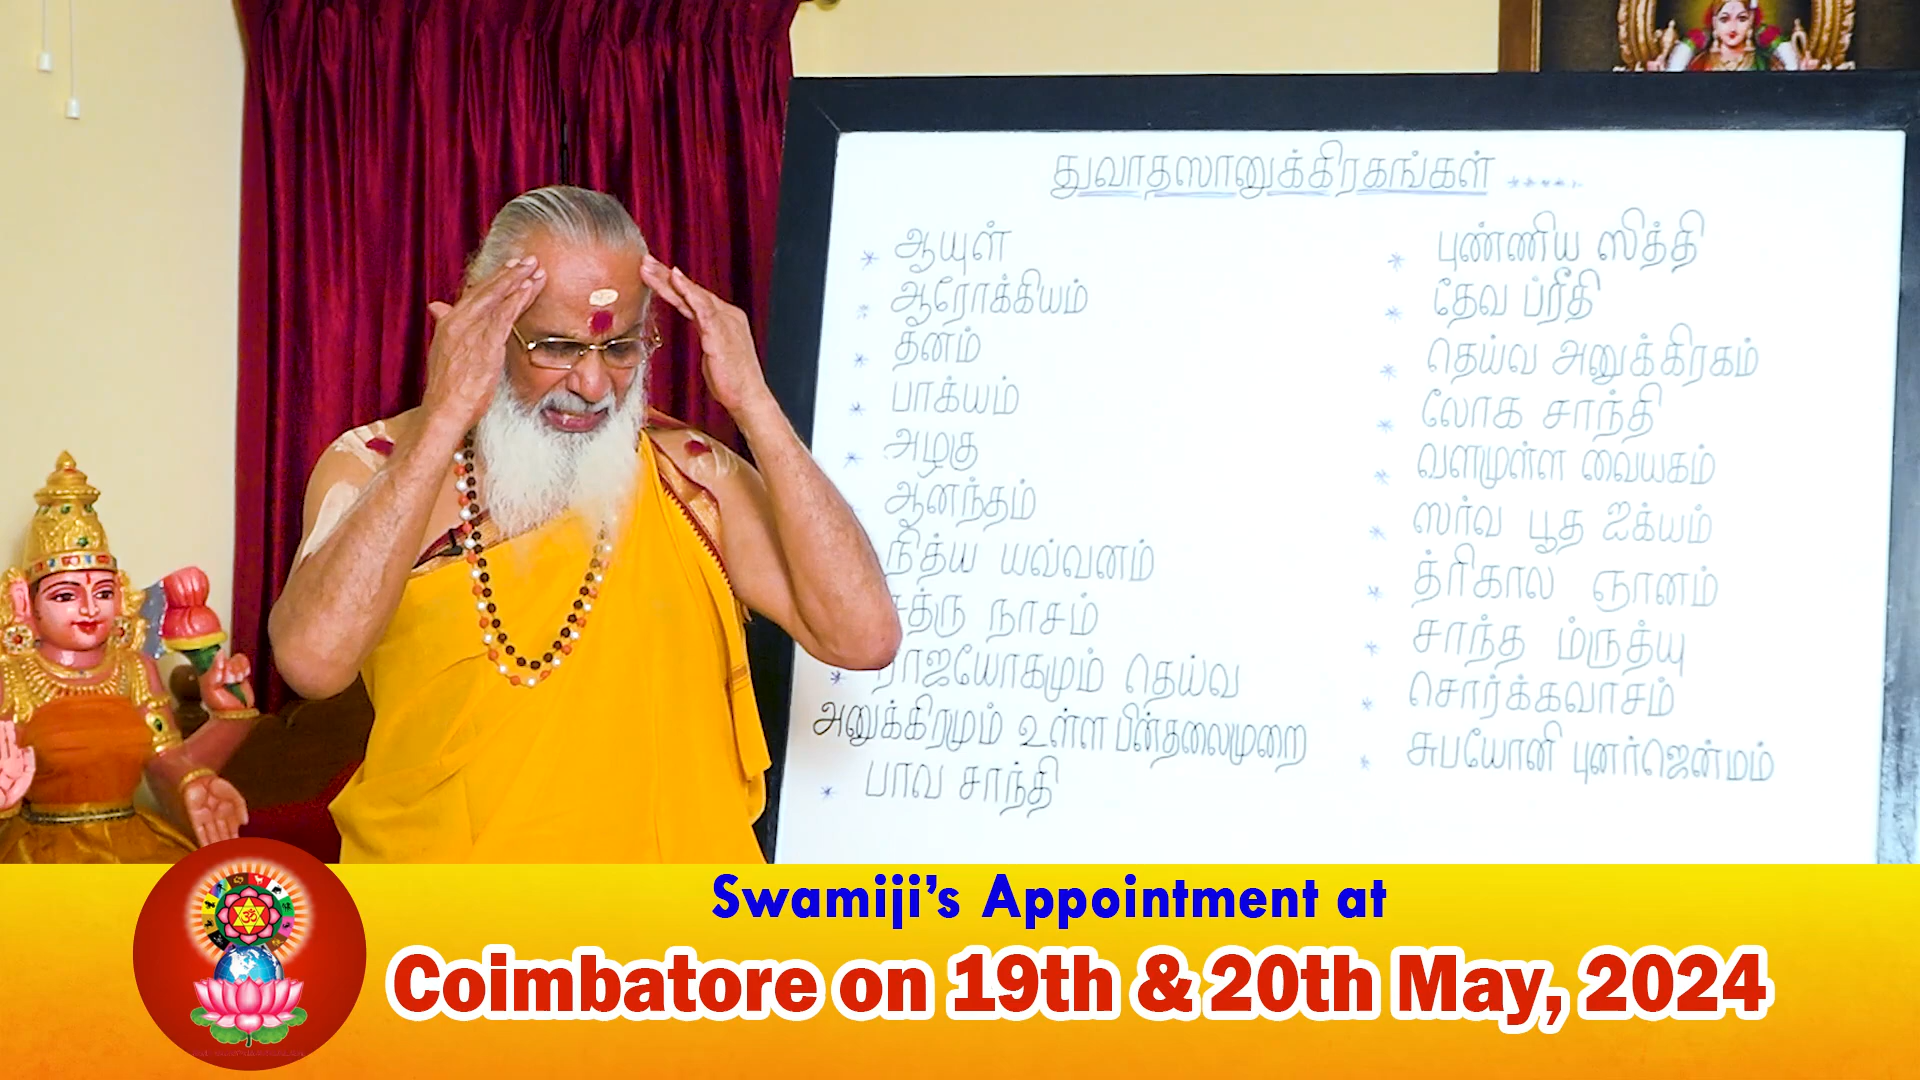 துவாதஸானுக்கிரகங்கள் .....
* ஆயுள்
* ஆரோக்கியம்
* தனம்
* பாக்யம்
* அழகு
ஆனந்தம்
நித்ய யவ்வனம்
சத்ரு நாசம்
* ராஜயோகமும் தெய்வ
அனுக்கிரமும் உள்ள பின்தலைமுறை
* பாவ சாந்தி
* புண்ணிய ஸித்தி
* தேவ ப்ரீதி
* தெய்வ அனுக்கிரகம்
* லோக சாந்தி
* வளமுள்ள வையகம்
* ஸர்வ பூத ஐக்யம்
* த்ரிகால ஞானம்
* சாந்த ம்ருத்யு
* சொர்க்கவாசம்
* சுபயோனி புனர்ஜென்மம்
Swamiji's Appointment at
Coimbatore on 19th & 20th May, 2024